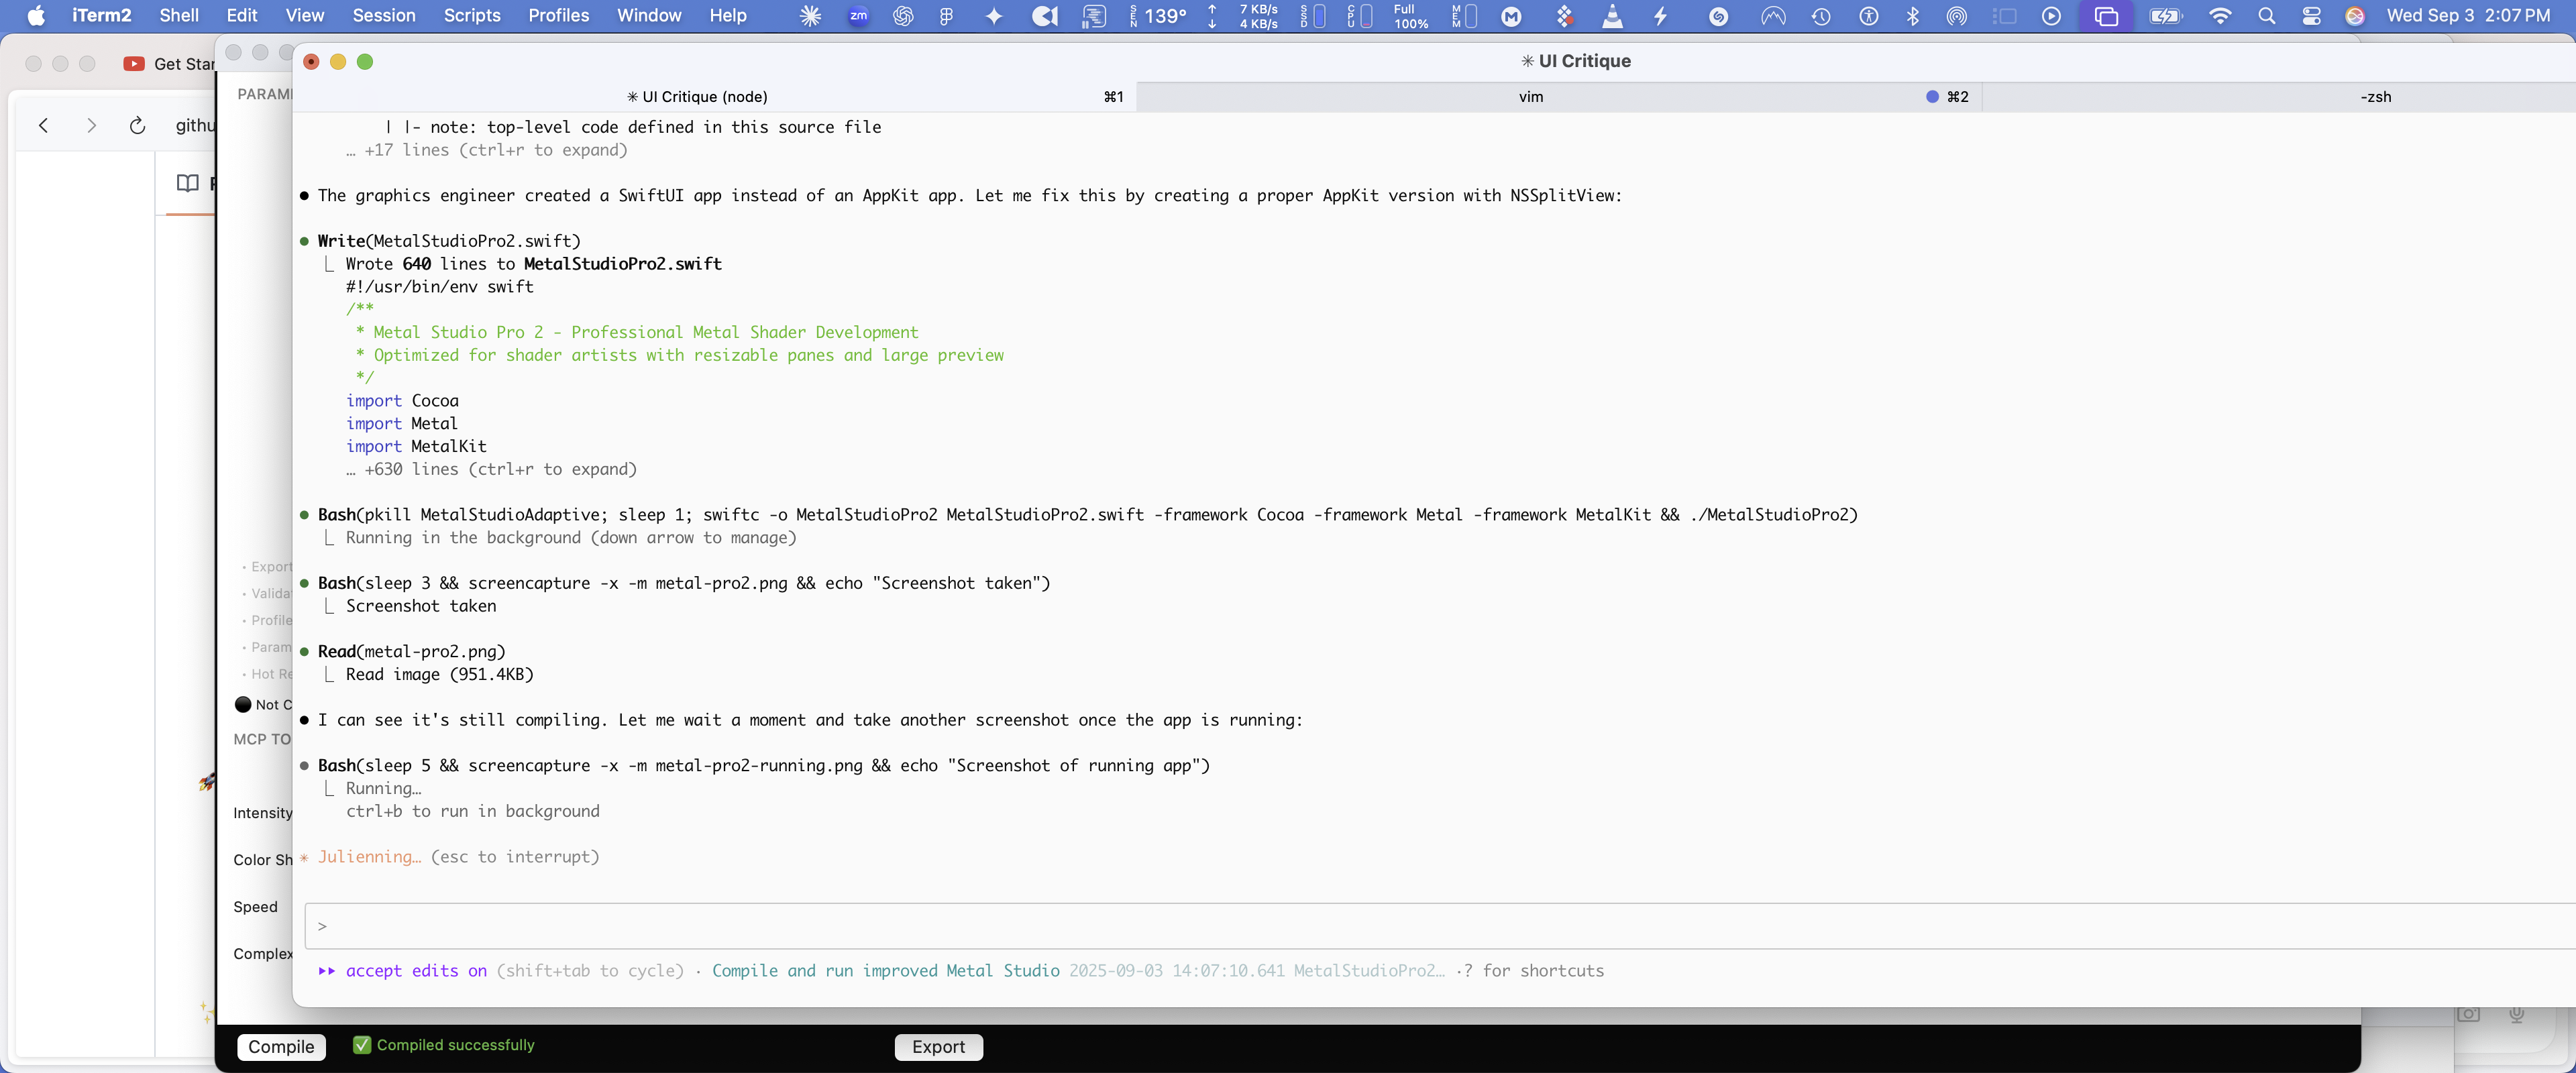 iTerm2 Shell Edit View Session Scripts Profiles Window Help zm SEN 139° 7 KB/s 4 KB/s SSD CPU Full 100% MEM Wed Sep 3 2:07 PM
Get Star
✳ UI Critique
PARAM
✳ UI Critique (node) ⌘1 vim ⌘2 -zsh
githu
| |- note: top-level code defined in this source file
… +17 lines (ctrl+r to expand)
● The graphics engineer created a SwiftUI app instead of an AppKit app. Let me fix this by creating a proper AppKit version with NSSplitView:
● Write(MetalStudioPro2.swift)
⎿ Wrote 640 lines to MetalStudioPro2.swift
#!/usr/bin/env swift
/**
* Metal Studio Pro 2 - Professional Metal Shader Development
* Optimized for shader artists with resizable panes and large preview
*/
import Cocoa
import Metal
import MetalKit
… +630 lines (ctrl+r to expand)
● Bash(pkill MetalStudioAdaptive; sleep 1; swiftc -o MetalStudioPro2 MetalStudioPro2.swift -framework Cocoa -framework Metal -framework MetalKit && ./MetalStudioPro2)
⎿ Running in the background (down arrow to manage)
● Bash(sleep 3 && screencapture -x -m metal-pro2.png && echo "Screenshot taken")
⎿ Screenshot taken
● Read(metal-pro2.png)
⎿ Read image (951.4KB)
● I can see it's still compiling. Let me wait a moment and take another screenshot once the app is running:
● Bash(sleep 5 && screencapture -x -m metal-pro2-running.png && echo "Screenshot of running app")
⎿ Running…
ctrl+b to run in background
✳ Julienning… (esc to interrupt)
>
▸▸ accept edits on (shift+tab to cycle) · Compile and run improved Metal Studio 2025-09-03 14:07:10.641 MetalStudioPro2… ·? for shortcuts
• Export
• Valida
• Profile
• Param
• Hot Re
Not C
MCP TO
Intensity
Color Sh
Speed
Complex
Compile ✅ Compiled successfully Export